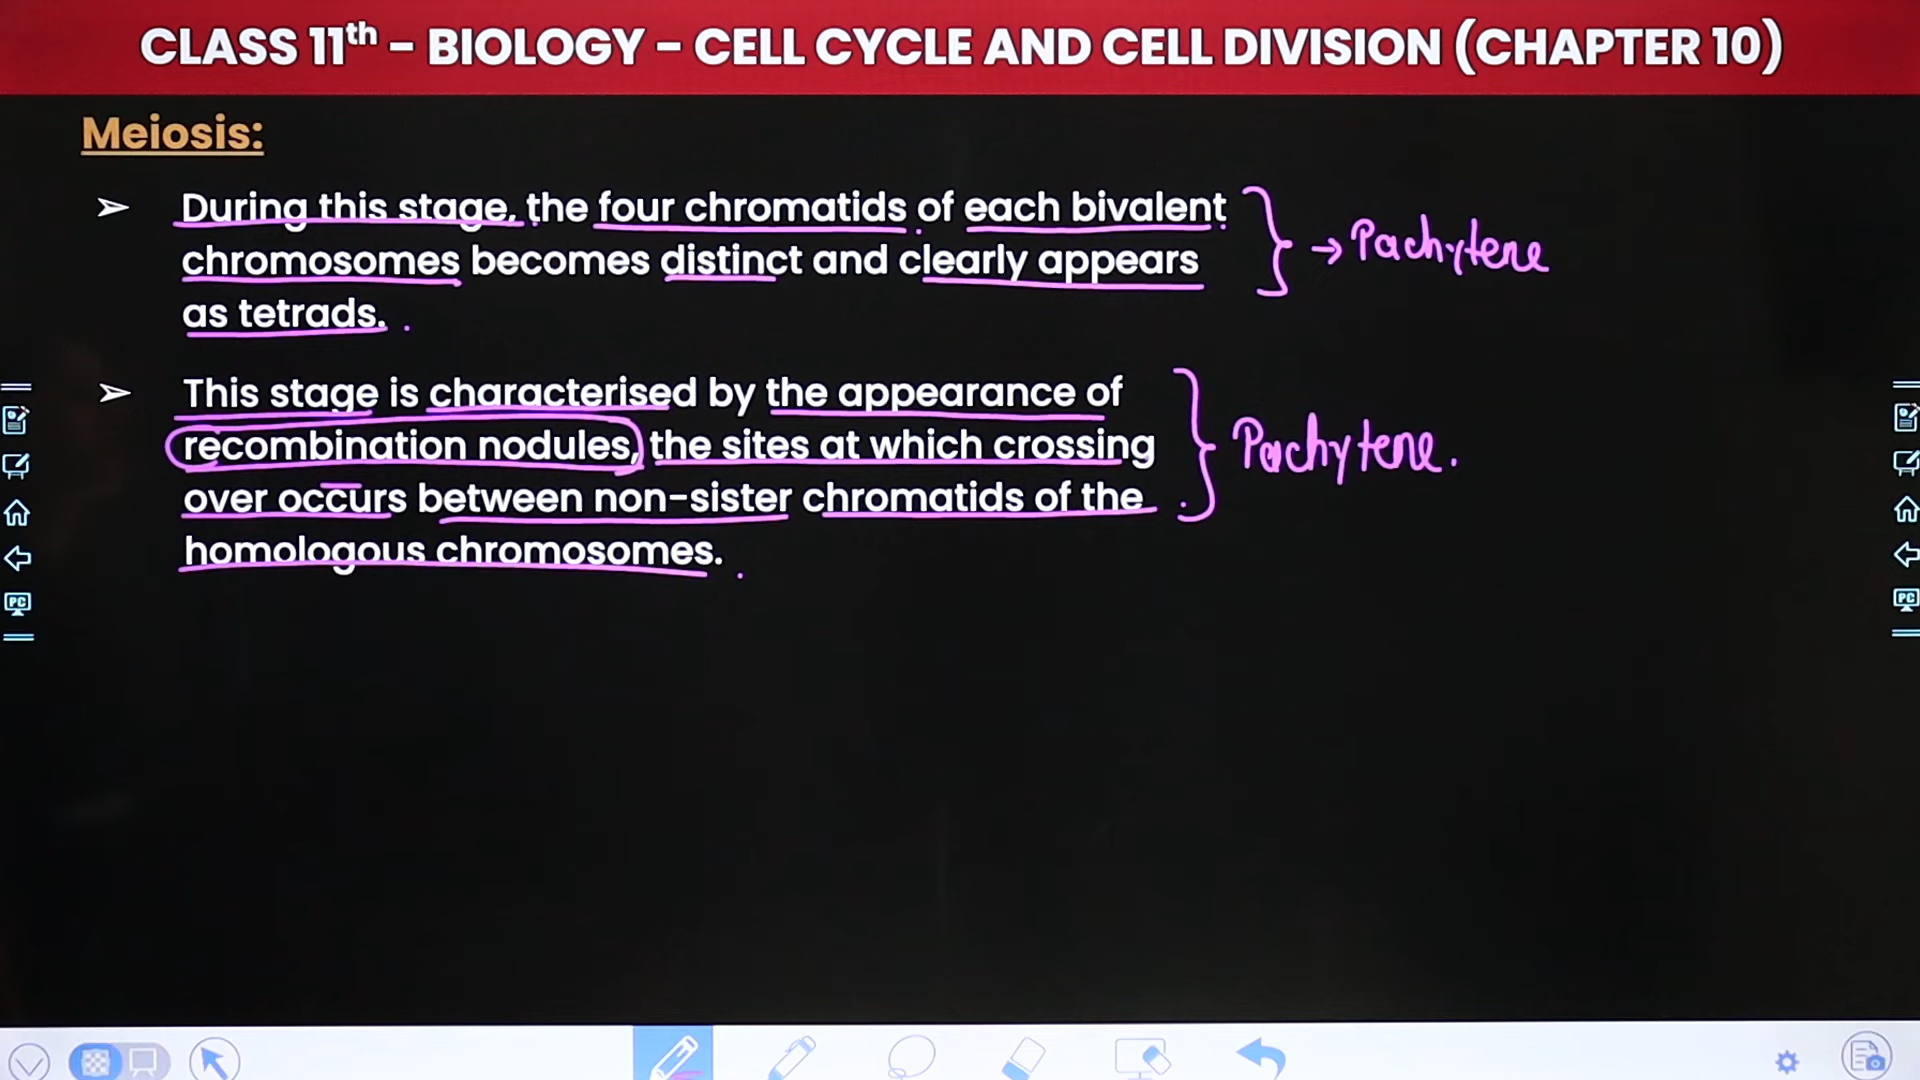 CLASS 11th - BIOLOGY - CELL CYCLE AND CELL DIVISION (CHAPTER 10)
Meiosis:
➢ During this stage, the four chromatids of each bivalent
chromosomes becomes distinct and clearly appears
as tetrads.
} → Pachytene
➢ This stage is characterised by the appearance of
recombination nodules, the sites at which crossing
over occurs between non-sister chromatids of the
homologous chromosomes.
} Pachytene.
PC
PC